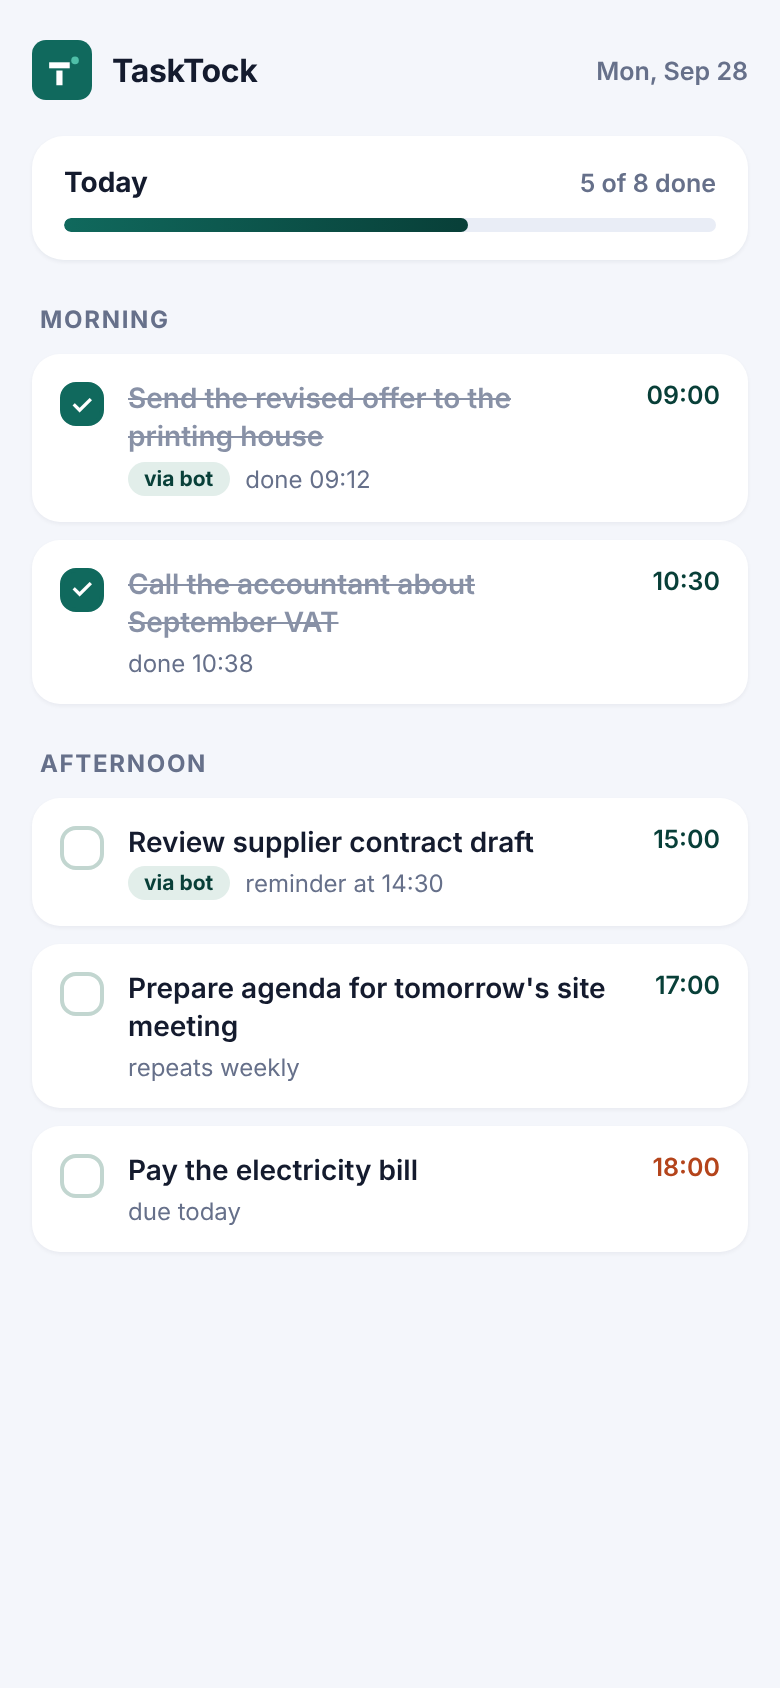 TaskTock
Mon, Sep 28
Today
5 of 8 done
MORNING
Send the revised offer to the
printing house
09:00
via bot
done 09:12
Call the accountant about
September VAT
10:30
done 10:38
AFTERNOON
Review supplier contract draft
15:00
via bot
reminder at 14:30
Prepare agenda for tomorrow's site
meeting
17:00
repeats weekly
Pay the electricity bill
18:00
due today